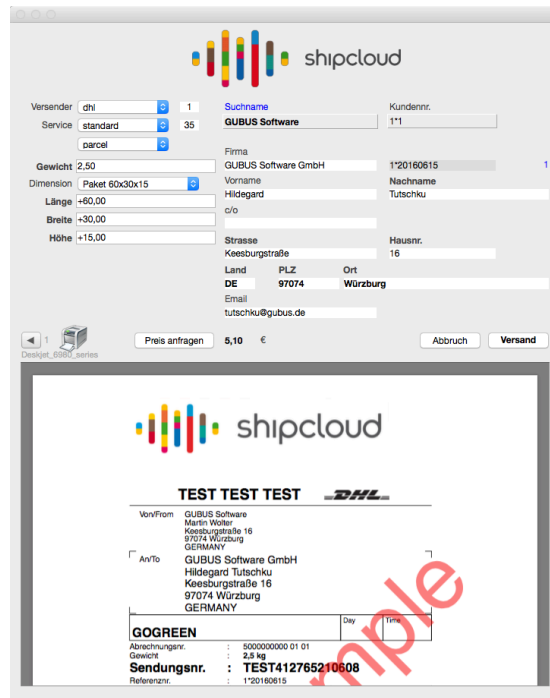 shipcloud
Versender dhl 1 Suchname Kundennr.
Service standard 35 GUBUS Software 1*1
parcel
Firma
Gewicht 2,50 GUBUS Software GmbH 1*20160615 1
Dimension Paket 60x30x15 Vorname Nachname
Hildegard Tutschku
Länge +60,00 c/o
Breite +30,00
Höhe +15,00 Strasse Hausnr.
Keesburgstraße 16
Land PLZ Ort
DE 97074 Würzburg
Email
tutschku@gubus.de
1 Preis anfragen 5,10 € Abbruch Versand
Deskjet_6980_series
shipcloud
TEST TEST TEST DHL
Von/From GUBUS Software
Martin Wolter
Keesburgstraße 16
97074 Würzburg
GERMANY
An/To GUBUS Software GmbH
Hildegard Tutschku
Keesburgstraße 16
97074 Würzburg
GERMANY
Day Time
GOGREEN
Abrechnungsnr. : 5000000000 01 01
Gewicht : 2,5 kg
Sendungsnr. : TEST412765210608
Referenznr. : 1*20160615
mple